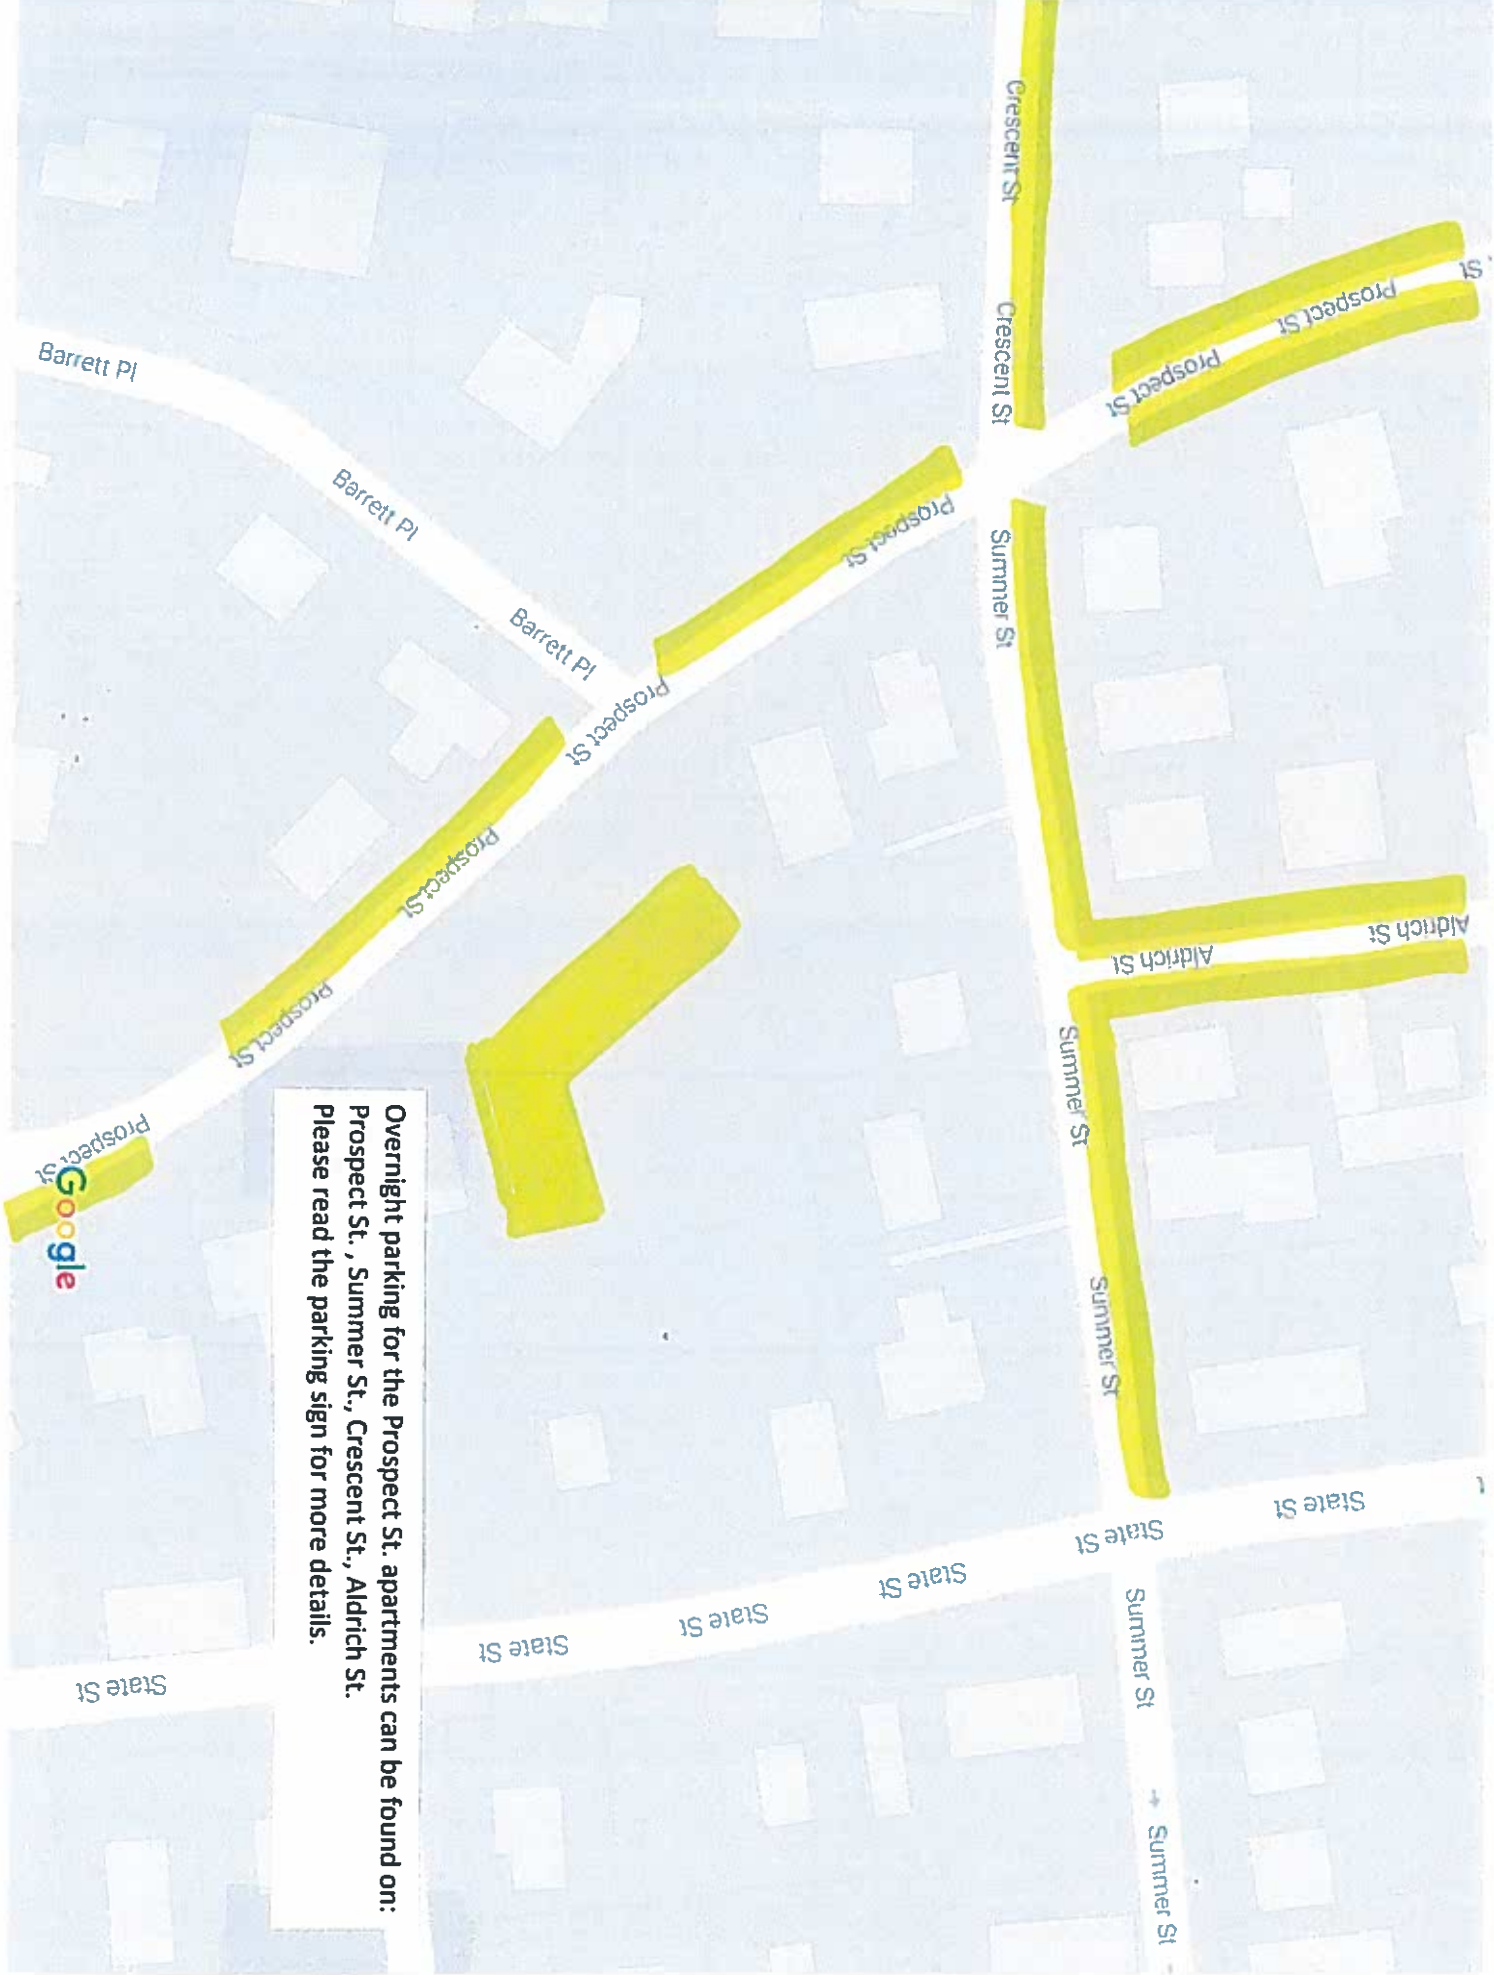 Crescent St
Crescent St
Prospect St
Prospect St
St
Prospect St
Prospect St
Prospect St
Prospect St
Prospect St
Prospect St
Barrett Pl
Barrett Pl
Barrett Pl
Summer St
Summer St
Summer St
Summer St
→ Summer St
Aldrich St
Aldrich St
State St
State St
State St
State St
State St
State St
Overnight parking for the Prospect St. apartments can be found on:
Prospect St. , Summer St., Crescent St., Aldrich St.
Please read the parking sign for more details.
Google